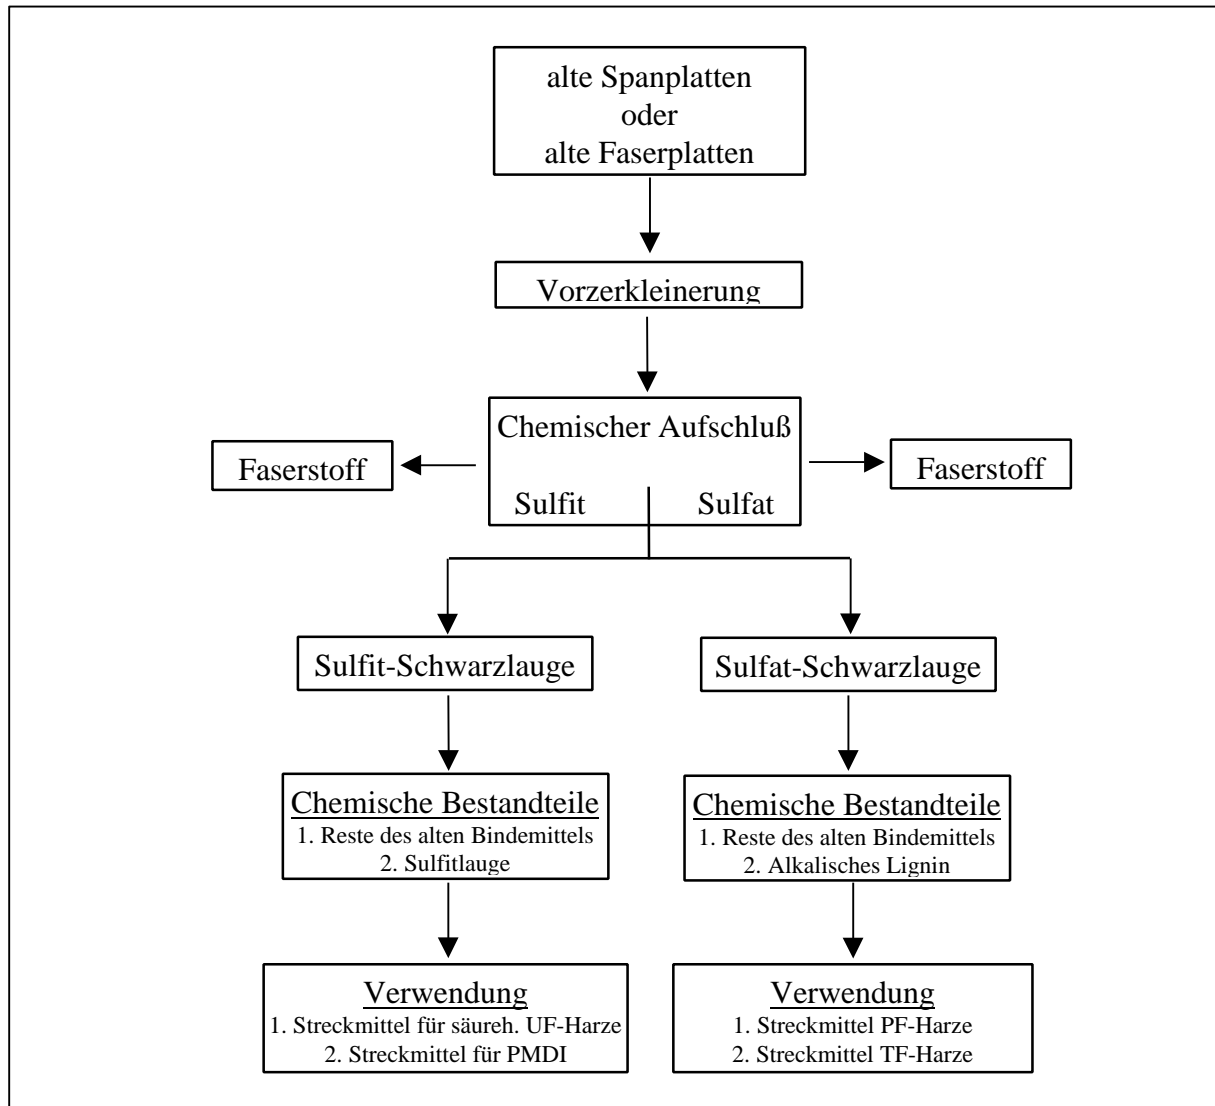 alte Spanplatten
oder
alte Faserplatten
Vorzerkleinerung
Chemischer Aufschluß
Faserstoff
Faserstoff
Sulfit
Sulfat
Sulfit-Schwarzlauge
Sulfat-Schwarzlauge
Chemische Bestandteile
1. Reste des alten Bindemittels
2. Sulfitlauge
Chemische Bestandteile
1. Reste des alten Bindemittels
2. Alkalisches Lignin
Verwendung
1. Streckmittel für säureh. UF-Harze
2. Streckmittel für PMDI
Verwendung
1. Streckmittel PF-Harze
2. Streckmittel TF-Harze